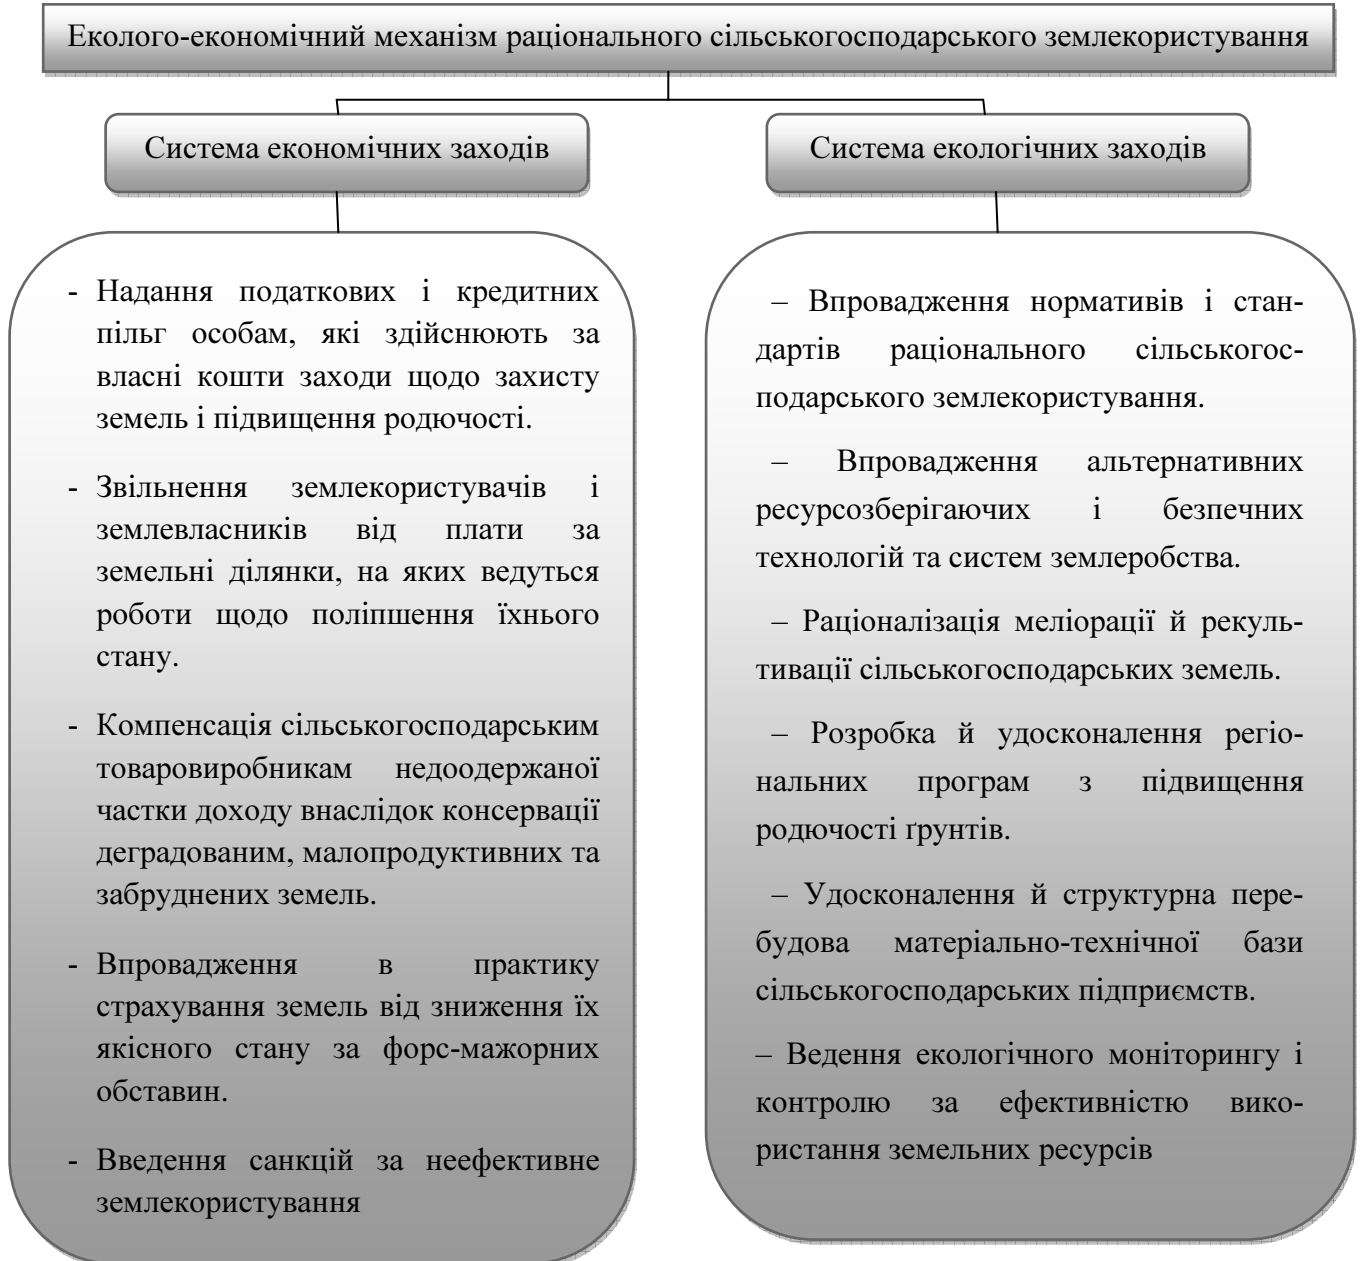 Еколого-економічний механізм раціонального сільськогосподарського землекористування
Система економічних заходів
Система екологічних заходів
- Надання податкових і кредитних
пільг особам, які здійснюють за
власні кошти заходи щодо захисту
земель і підвищення родючості.
- Звільнення землекористувачів і
землевласників від плати за
земельні ділянки, на яких ведуться
роботи щодо поліпшення їхнього
стану.
- Компенсація сільськогосподарським
товаровиробникам недоодержаної
частки доходу внаслідок консервації
деградованим, малопродуктивних та
забруднених земель.
- Впровадження в практику
страхування земель від зниження їх
якісного стану за форс-мажорних
обставин.
- Введення санкцій за неефективне
землекористування
– Впровадження нормативів і стан-
дартів раціонального сільськогос-
подарського землекористування.
– Впровадження альтернативних
ресурсозберігаючих і безпечних
технологій та систем землеробства.
– Раціоналізація меліорації й рекуль-
тивації сільськогосподарських земель.
– Розробка й удосконалення регіо-
нальних програм з підвищення
родючості ґрунтів.
– Удосконалення й структурна пере-
будова матеріально-технічної бази
сільськогосподарських підприємств.
– Ведення екологічного моніторингу і
контролю за ефективністю вико-
ристання земельних ресурсів